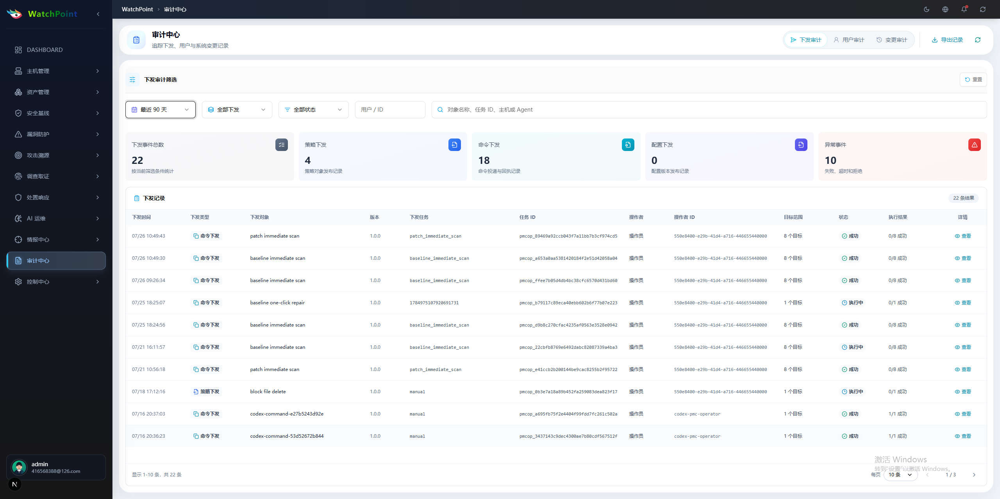 WatchPoint
DASHBOARD
主机管理
资产管理
安全基线
漏洞防护
攻击溯源
调查取证
处置响应
AI 运维
情报中心
审计中心
控制中心
admin
416568388@126.com
N
WatchPoint › 审计中心
审计中心
追踪下发、用户与系统变更记录
下发审计 用户审计 变更审计 导出记录
下发审计筛选
重置
最近 90 天 全部下发 全部状态 用户 / ID 对象名称、任务 ID、主机或 Agent
下发事件总数
22
按当前筛选条件统计
策略下发
4
策略对象发布记录
命令下发
18
命令投递与回执记录
配置下发
0
配置版本发布记录
异常事件
10
失败、超时和拒绝
下发记录
22 条结果
下发时间 下发类型 下发对象 版本 下发任务 任务 ID 操作者 操作者 ID 目标范围 状态 执行结果 详情
07/26 10:49:43 命令下发 patch immediate scan 1.0.0 patch_immediate_scan pmcop_89469a92ccb043f7a11bb7b3cf974cd5 操作员 550e8400-e29b-41d4-a716-446655440000 8 个目标 成功 0/8 成功 查看
07/26 10:49:30 命令下发 baseline immediate scan 1.0.0 baseline_immediate_scan pmcop_a653a0aa5381420184f2e51d42058a04 操作员 550e8400-e29b-41d4-a716-446655440000 8 个目标 成功 0/8 成功 查看
07/26 09:26:34 命令下发 baseline immediate scan 1.0.0 baseline_immediate_scan pmcop_ffee7b05d4db4bc38cfc6570d431bd60 操作员 550e8400-e29b-41d4-a716-446655440000 8 个目标 成功 0/8 成功 查看
07/25 18:25:07 命令下发 baseline one-click repair 1.0.0 1784975107920691731 pmcop_b79117c89eca40ebb602b6f77b07e223 操作员 550e8400-e29b-41d4-a716-446655440000 1 个目标 执行中 0/1 成功 查看
07/25 18:24:56 命令下发 baseline immediate scan 1.0.0 baseline_immediate_scan pmcop_d9b8c270cfac4235af0563e3528e0942 操作员 550e8400-e29b-41d4-a716-446655440000 8 个目标 成功 0/8 成功 查看
07/21 16:11:57 命令下发 baseline immediate scan 1.0.0 baseline_immediate_scan pmcop_22cbfb8769e6492dabc82087339a4ba3 操作员 550e8400-e29b-41d4-a716-446655440000 8 个目标 执行中 0/8 成功 查看
07/21 10:56:18 命令下发 patch immediate scan 1.0.0 patch_immediate_scan pmcop_e41ccb2b200144be9cac8255b2f95722 操作员 550e8400-e29b-41d4-a716-446655440000 8 个目标 成功 0/8 成功 查看
07/18 17:12:16 策略下发 block file delete 1.0.0 manual pmcop_0b3e7a18a89b452fa259083dea823f17 操作员 550e8400-e29b-41d4-a716-446655440000 1 个目标 执行中 0/1 成功 查看
07/16 20:37:03 命令下发 codex-command-e27b5243d92e 1.0.0 manual pmcop_a695fb75f2e4404f99fdd7fc261c502a 操作员 codex-pmc-operator 1 个目标 成功 1/1 成功 查看
07/16 20:36:23 命令下发 codex-command-53d52672b844 1.0.0 manual pmcop_3437143c9dec4300ae7b80cdf567512f 操作员 codex-pmc-operator 1 个目标 成功 1/1 成功 查看
激活 Windows
转到“设置”以激活 Windows。
显示 1-10 条，共 22 条
每页 10 条 1 / 3